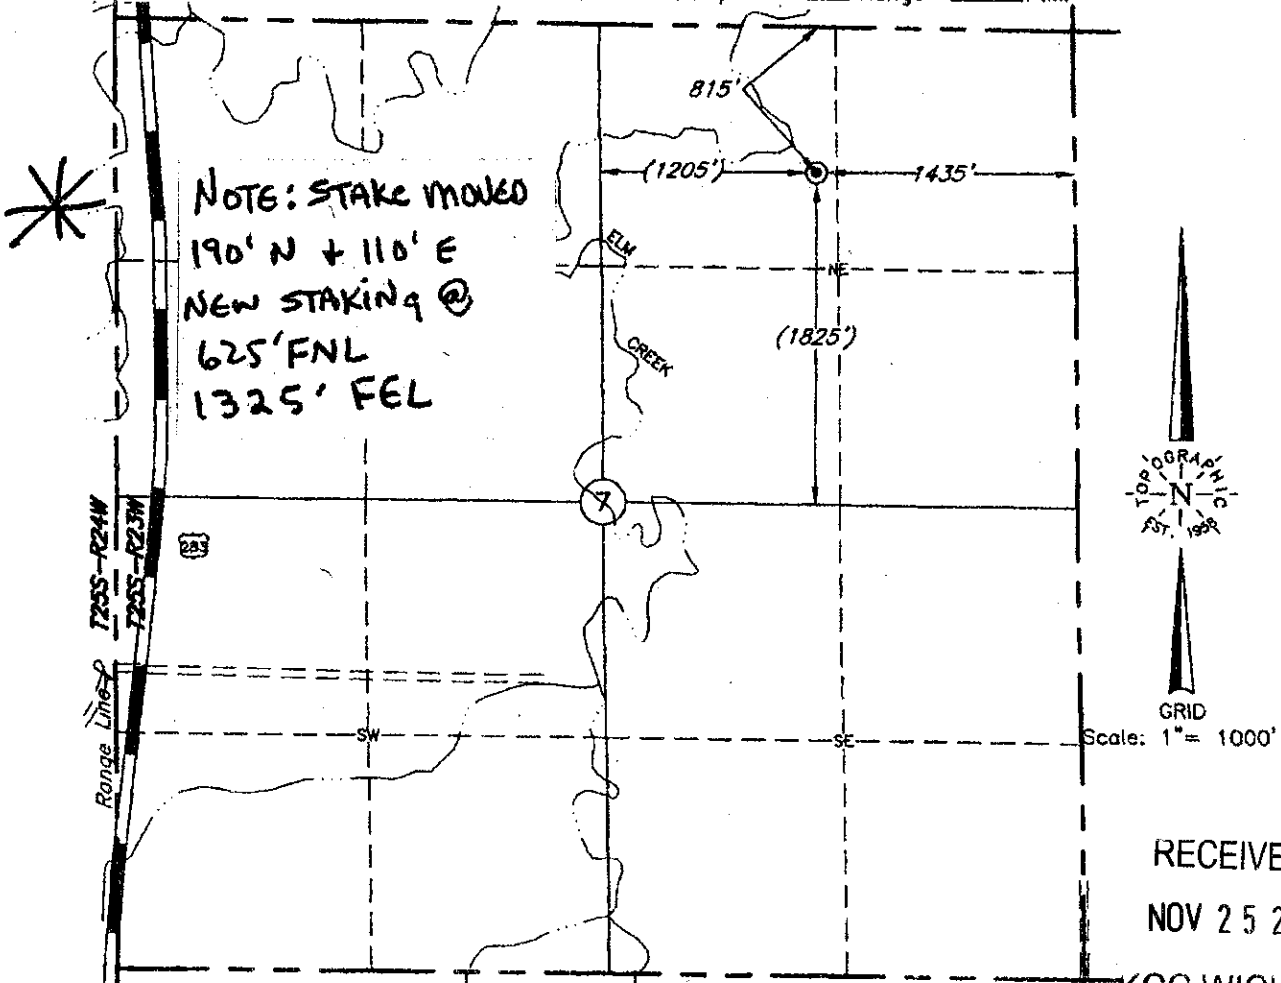 815'
(1205')
1435'
NOTE: STAKE MOVED
190' N + 110' E
NEW STAKING @
625' FNL
1325' FEL
ELM
NE
(1825')
CREEK
TOPOGRAPHIC
N
EST. 1958
7
T25S-R24W
T25S-R23W
283
Range Line
GRID
Scale: 1"= 1000'
SW
SE
RECEIVE
NOV 25 2